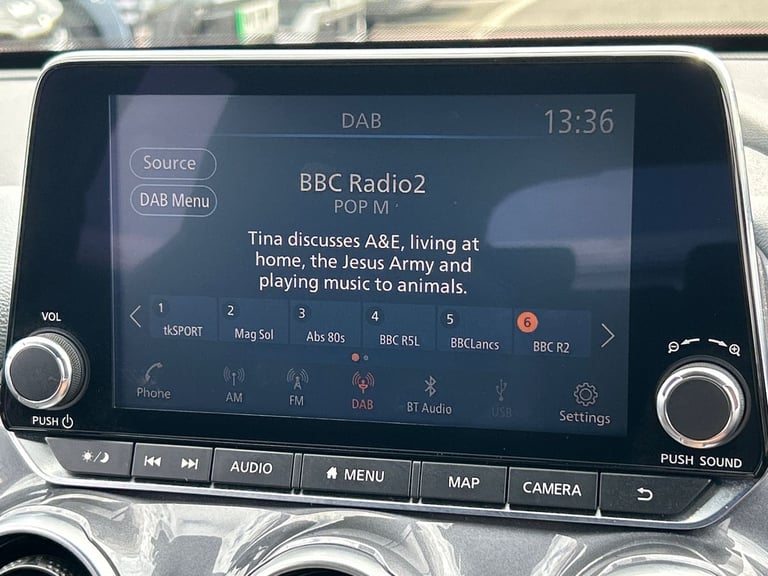 DAB
13:36
Source
DAB Menu
BBC Radio2
POP M
Tina discusses A&E, living at
home, the Jesus Army and
playing music to animals.
1 tkSPORT
2 Mag Sol
3 Abs 80s
4 BBC R5L
5 BBCLancs
6 BBC R2
Phone
AM
FM
DAB
BT Audio
USB
Settings
VOL
PUSH
PUSH SOUND
AUDIO
MENU
MAP
CAMERA